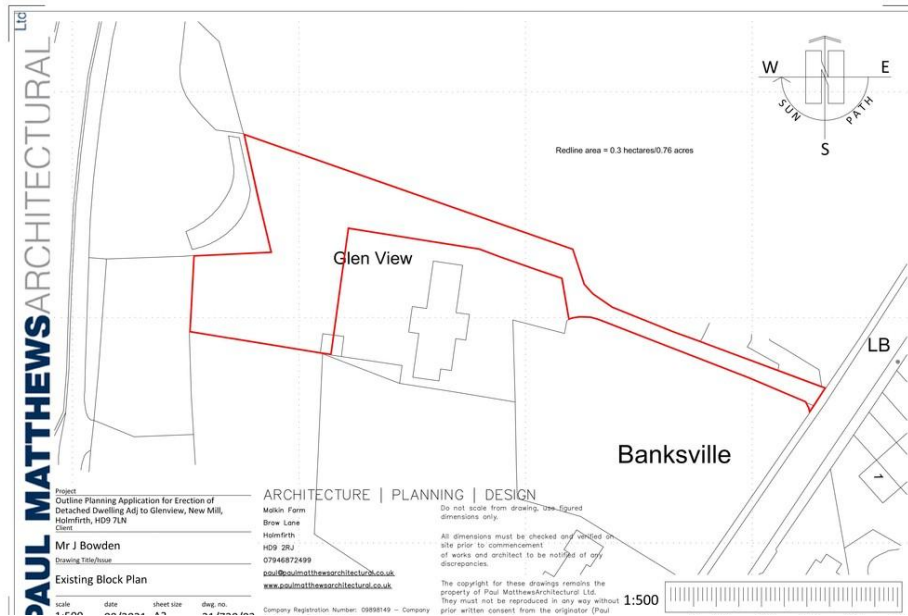 PAUL MATTHEWSARCHITECTURAL Ltd
W E
SUN PATH
S
Redline area = 0.3 hectares/0.76 acres
Glen View
LB
Banksville
1
Project
Outline Planning Application for Erection of
Detached Dwelling Adj to Glenview, New Mill,
Holmfirth, HD9 7LN
Client
Mr J Bowden
Drawing Title/Issue
Existing Block Plan
scale date sheet size dwg. no.
1:500
ARCHITECTURE | PLANNING | DESIGN
Malkin Farm
Brow Lane
Holmfirth
HD9 2RJ
07946872499
paul@paulmatthewsarchitectural.co.uk
www.paulmatthewsarchitectural.co.uk
Company Registration Number: 09898149 – Company
Do not scale from drawing, use figured
dimensions only.
All dimensions must be checked and verified on
site prior to commencement
of works and architect to be notified of any
discrepancies.
The copyright for these drawings remains the
property of Paul MatthewsArchitectural Ltd.
They must not be reproduced in any way without
prior written consent from the originator (Paul
1:500